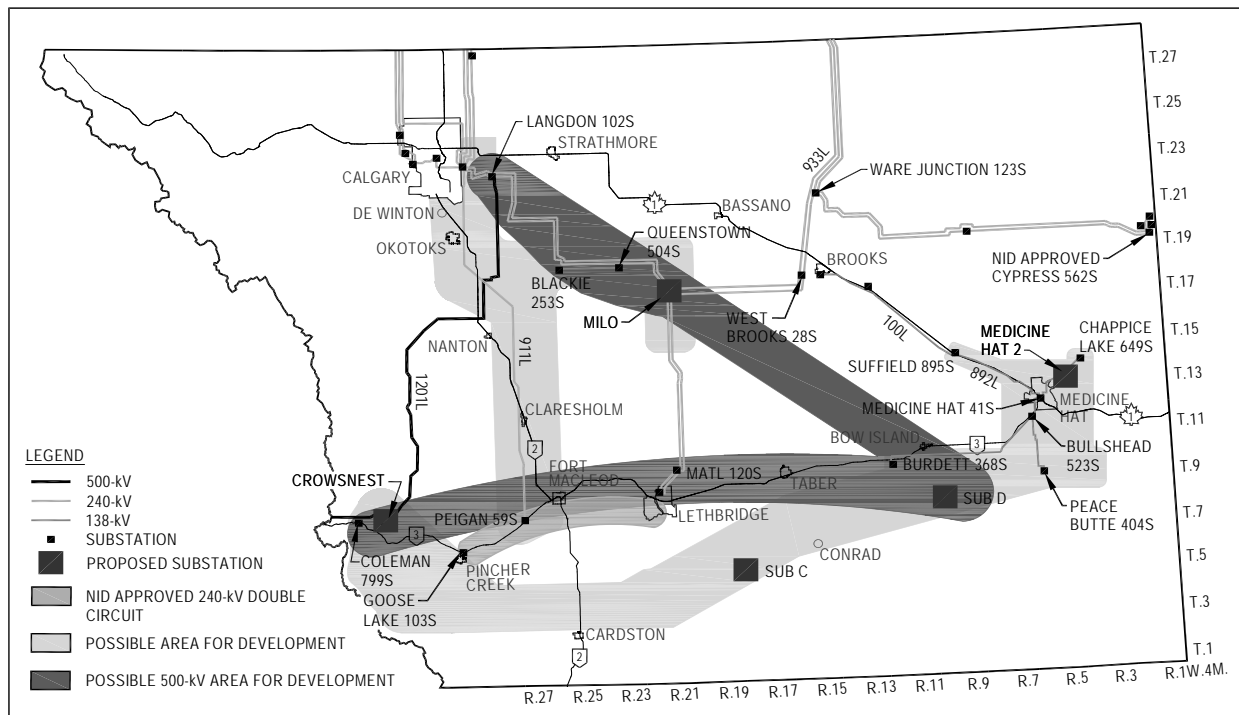 T.27
T.25
T.23
T.21
T.19
T.17
T.15
T.13
T.11
T.9
T.7
T.5
T.3
T.1
LANGDON 102S
STRATHMORE
CALGARY
DE WINTON
OKOTOKS
1
BASSANO
933L
WARE JUNCTION 123S
QUEENSTOWN
504S
BROOKS
NID APPROVED
CYPRESS 562S
BLACKIE
253S
MILO
WEST
BROOKS 28S
100L
NANTON
911L
1201L
SUFFIELD 895S
892L
MEDICINE
HAT 2
CHAPPICE
LAKE 649S
MEDICINE HAT 41S
MEDICINE
HAT
1
CLARESHOLM
2
BOW ISLAND
3
BULLSHEAD
523S
FORT
MACLEOD
MATL 120S
TABER
BURDETT 368S
CROWSNEST
PEIGAN 59S
LETHBRIDGE
SUB D
PEACE
BUTTE 404S
3
COLEMAN
799S
PINCHER
CREEK
GOOSE
LAKE 103S
CONRAD
SUB C
CARDSTON
2
LEGEND
500-kV
240-kV
138-kV
SUBSTATION
PROPOSED SUBSTATION
NID APPROVED 240-kV DOUBLE
CIRCUIT
POSSIBLE AREA FOR DEVELOPMENT
POSSIBLE 500-kV AREA FOR DEVELOPMENT
R.27 R.25 R.23 R.21 R.19 R.17 R.15 R.13 R.11 R.9 R.7 R.5 R.3 R.1W.4M.